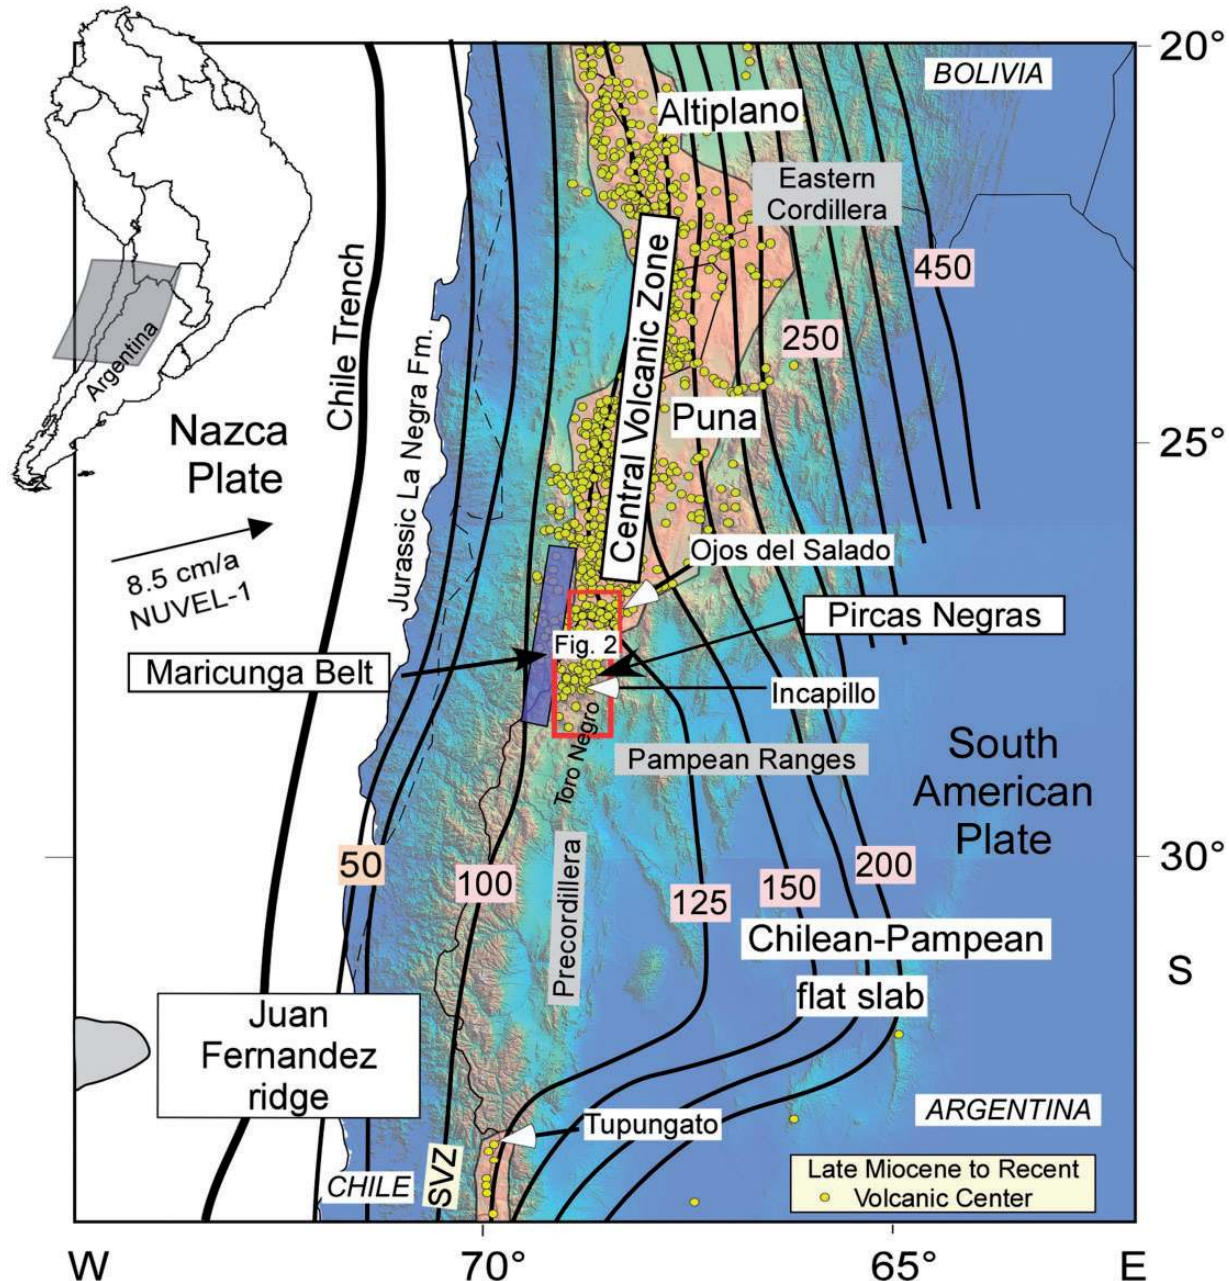 20°
BOLIVIA
Altiplano
Eastern
Cordillera
450
Argentina
Chile Trench
Jurassic La Negra Fm.
Central Volcanic Zone
250
Nazca
Plate
Puna
25°
8.5 cm/a
NUVEL-1
Ojos del Salado
Pircas Negras
Fig. 2
Maricunga Belt
Incapillo
Toro Negro
Pampean Ranges
South
American
Plate
50
100
125
150
200
30°
Precordillera
Chilean-Pampean
flat slab
S
Juan
Fernandez
ridge
Tupungato
ARGENTINA
SVZ
CHILE
Late Miocene to Recent
Volcanic Center
W
70°
65°
E